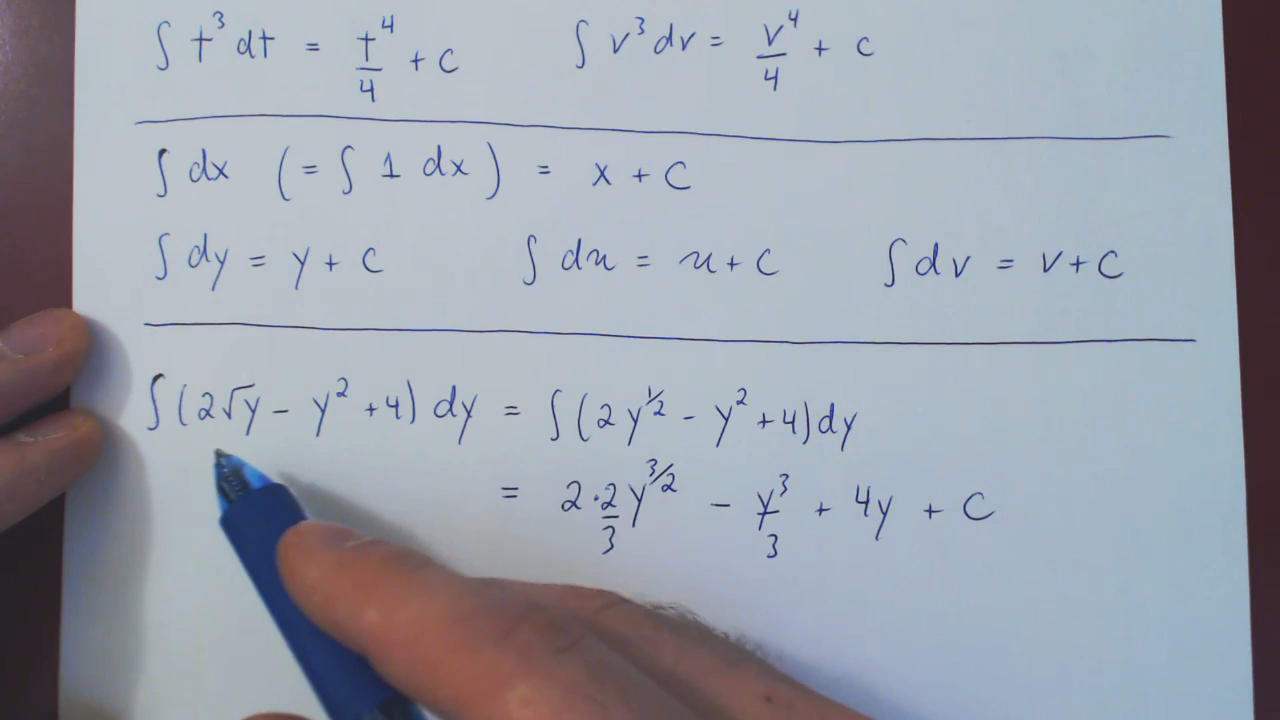 ∫ t³ dt = t⁴/4 + c    ∫ v³ dv = v⁴/4 + c
∫ dx (= ∫ 1 dx) = x + C
∫ dy = y + C    ∫ du = u + C    ∫ dv = v + C
∫ (2√y − y² + 4) dy = ∫ (2y^½ − y² + 4) dy
= 2 · 2/3 y^3/2 − y³/3 + 4y + C